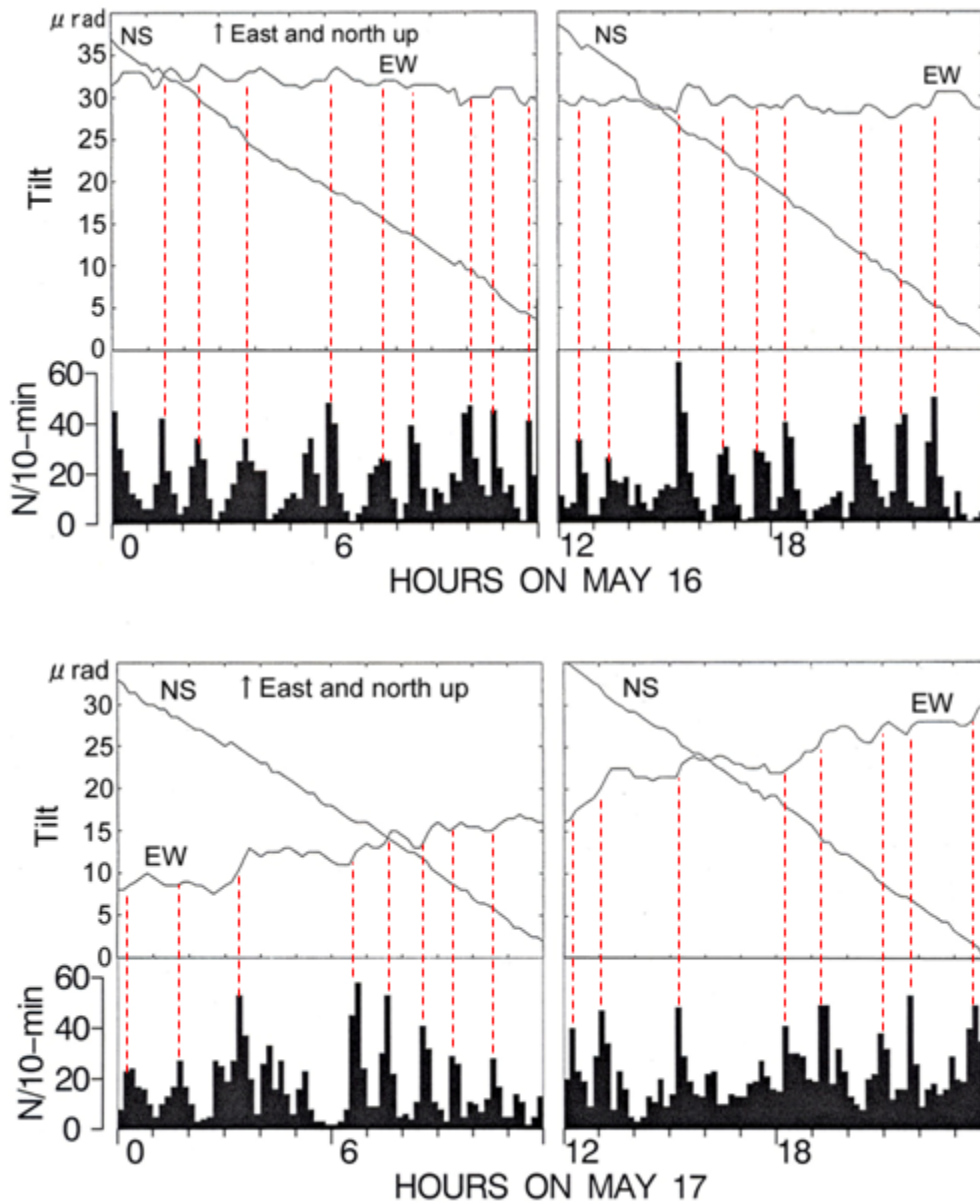 μ rad
NS
↑ East and north up
EW
35
30
25
20
15
10
5
0
Tilt
NS
EW
60
40
20
0
N/10-min
0
6
12
18
HOURS ON MAY 16
μ rad
NS
↑ East and north up
30
25
20
15
10
5
0
Tilt
EW
NS
EW
60
40
20
0
N/10-min
0
6
12
18
HOURS ON MAY 17